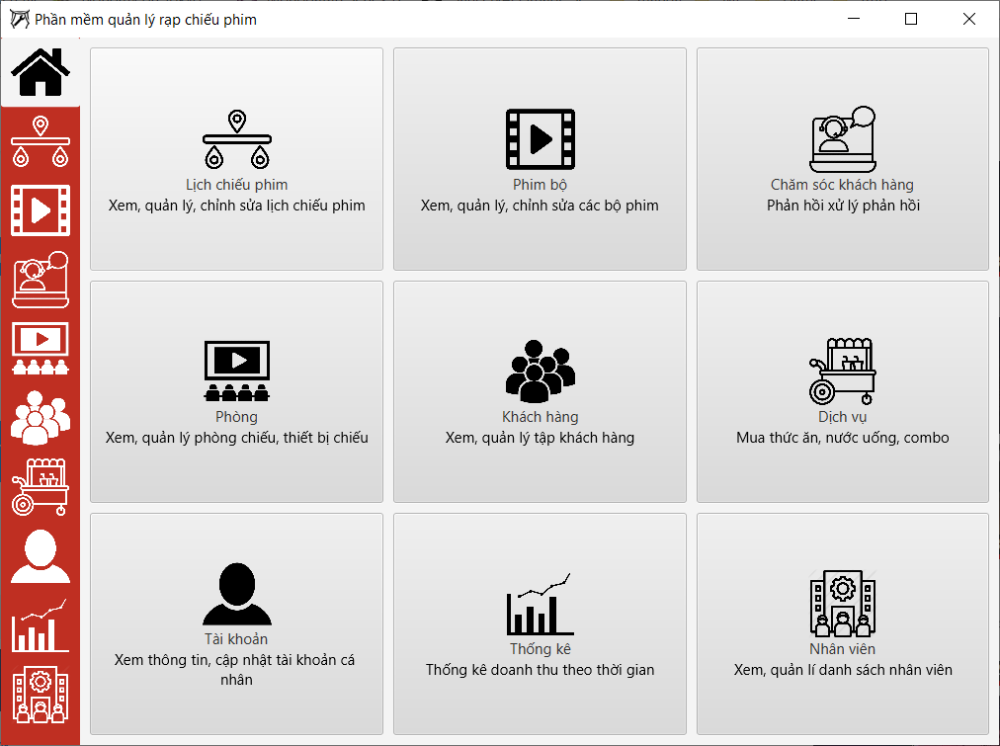 Phần mềm quản lý rạp chiếu phim
Lịch chiếu phim
Xem, quản lý, chỉnh sửa lịch chiếu phim
Phim bộ
Xem, quản lý, chỉnh sửa các bộ phim
Chăm sóc khách hàng
Phản hồi xử lý phản hồi
Phòng
Xem, quản lý phòng chiếu, thiết bị chiếu
Khách hàng
Xem, quản lý tập khách hàng
Dịch vụ
Mua thức ăn, nước uống, combo
Tài khoản
Xem thông tin, cập nhật tài khoản cá
nhân
Thống kê
Thống kê doanh thu theo thời gian
Nhân viên
Xem, quản lí danh sách nhân viên